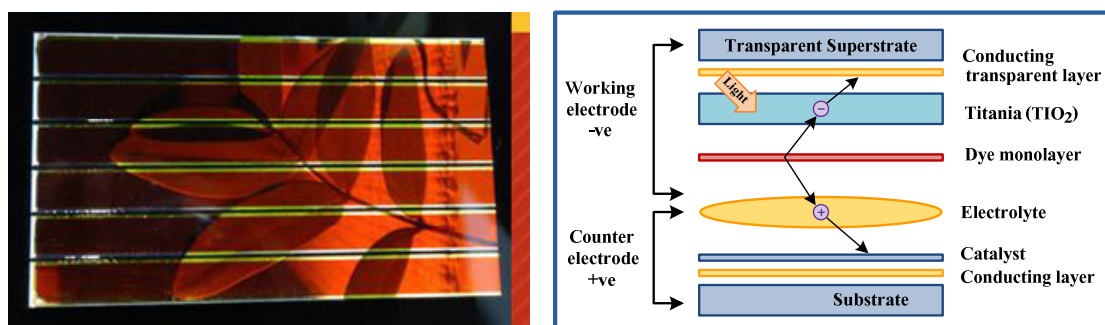 Transparent Superstrate
Conducting
transparent layer
Light
Working
electrode
-ve
Titania (TIO2)
−
Dye monolayer
+
Electrolyte
Counter
electrode
+ve
Catalyst
Conducting layer
Substrate